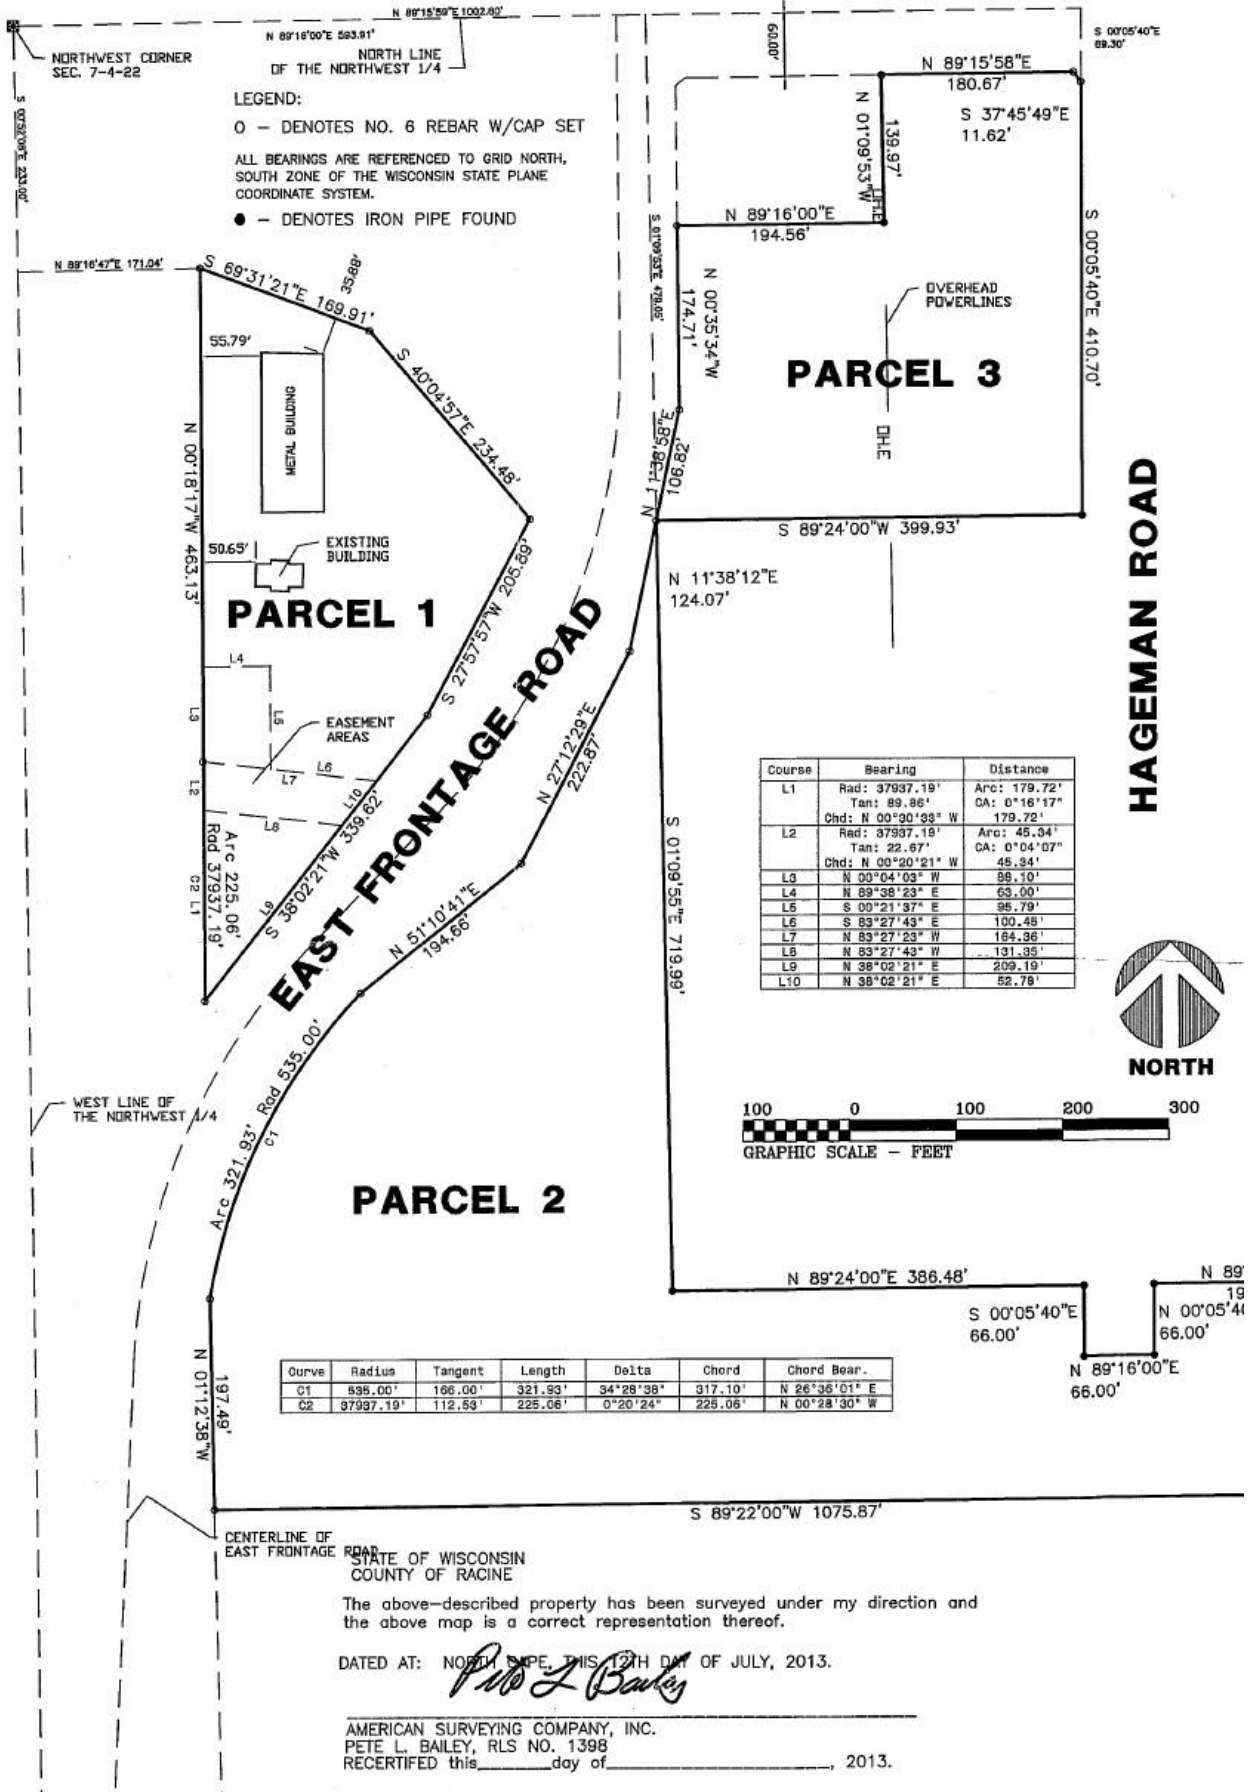 N 89°15'59"E 1002.60'
N 89°16'00"E 593.91'
NORTHWEST CORNER
SEC. 7-4-22
NORTH LINE
OF THE NORTHWEST 1/4
60.00'
S 00°05'40"E
89.30'
LEGEND:
O – DENOTES NO. 6 REBAR W/CAP SET
ALL BEARINGS ARE REFERENCED TO GRID NORTH,
SOUTH ZONE OF THE WISCONSIN STATE PLANE
COORDINATE SYSTEM.
● – DENOTES IRON PIPE FOUND
N 89°15'58"E
180.67'
S 37°45'49"E
11.62'
N 01°09'53"W
139.97'
OHE
N 89°16'00"E
194.56'
N 00°35'34"W
174.71'
S 01°09'53"E 478.05'
S 00°05'40"E 410.70'
OVERHEAD
POWERLINES
PARCEL 3
OHE
N 11°38'58"E
106.82'
S 89°24'00"W 399.93'
N 89°16'47"E 171.04'
S 69°31'21"E 169.91'
35.88'
55.79'
METAL BUILDING
S 40°04'57"E 234.48'
N 00°18'17"W 463.13'
50.65'
EXISTING
BUILDING
PARCEL 1
S 27°57'57"W 205.89'
L4
L3
L5
EASEMENT
AREAS
L6
L7
L2
L10
L8
S 38°02'21"W 339.62'
L9
Arc 225.06'
Rad 37937.19'
C2 L1
EAST FRONTAGE ROAD
N 11°38'12"E
124.07'
N 27°12'29"E
222.87'
N 51°10'41"E
194.66'
S 01°09'55"E 719.99'
HAGEMAN ROAD
Course Bearing Distance
L1 Rad: 37937.19' Arc: 179.72'
Tan: 89.86' CA: 0°16'17"
Chd: N 00°30'33" W 179.72'
L2 Rad: 37937.19' Arc: 45.34'
Tan: 22.67' CA: 0°04'07"
Chd: N 00°20'21" W 45.34'
L3 N 00°04'03" W
L4 N 89°38'23" E 63.00'
L5 S 00°21'37" E 95.79'
L6 S 83°27'43" E 100.45'
L7 N 83°27'23" W 164.36'
L8 N 83°27'43" W 131.35'
L9 N 38°02'21" E 209.19'
L10 N 38°02'21" E 52.78'
NORTH
100 0 100 200 300
GRAPHIC SCALE – FEET
WEST LINE OF
THE NORTHWEST 1/4
Arc 321.93' Rad 535.00'
C1
PARCEL 2
N 89°24'00"E 386.48'
S 00°05'40"E
66.00'
N 89°
19
N 00°05'40
66.00'
N 89°16'00"E
66.00'
Curve Radius Tangent Length Delta Chord Chord Bear.
C1 535.00' 166.00' 321.93' 34°28'38" 317.10' N 26°36'01" E
C2 37937.19' 112.53' 225.06' 0°20'24" 225.06' N 00°28'30" W
N 01°12'38"W
197.49'
S 89°22'00"W 1075.87'
CENTERLINE OF
EAST FRONTAGE ROAD
STATE OF WISCONSIN
COUNTY OF RACINE
The above–described property has been surveyed under my direction and
the above map is a correct representation thereof.
DATED AT: NORTH CAPE, THIS 12TH DAY OF JULY, 2013.
Pete L Bailey
AMERICAN SURVEYING COMPANY, INC.
PETE L. BAILEY, RLS NO. 1398
RECERTIFED this______day of______________, 2013.